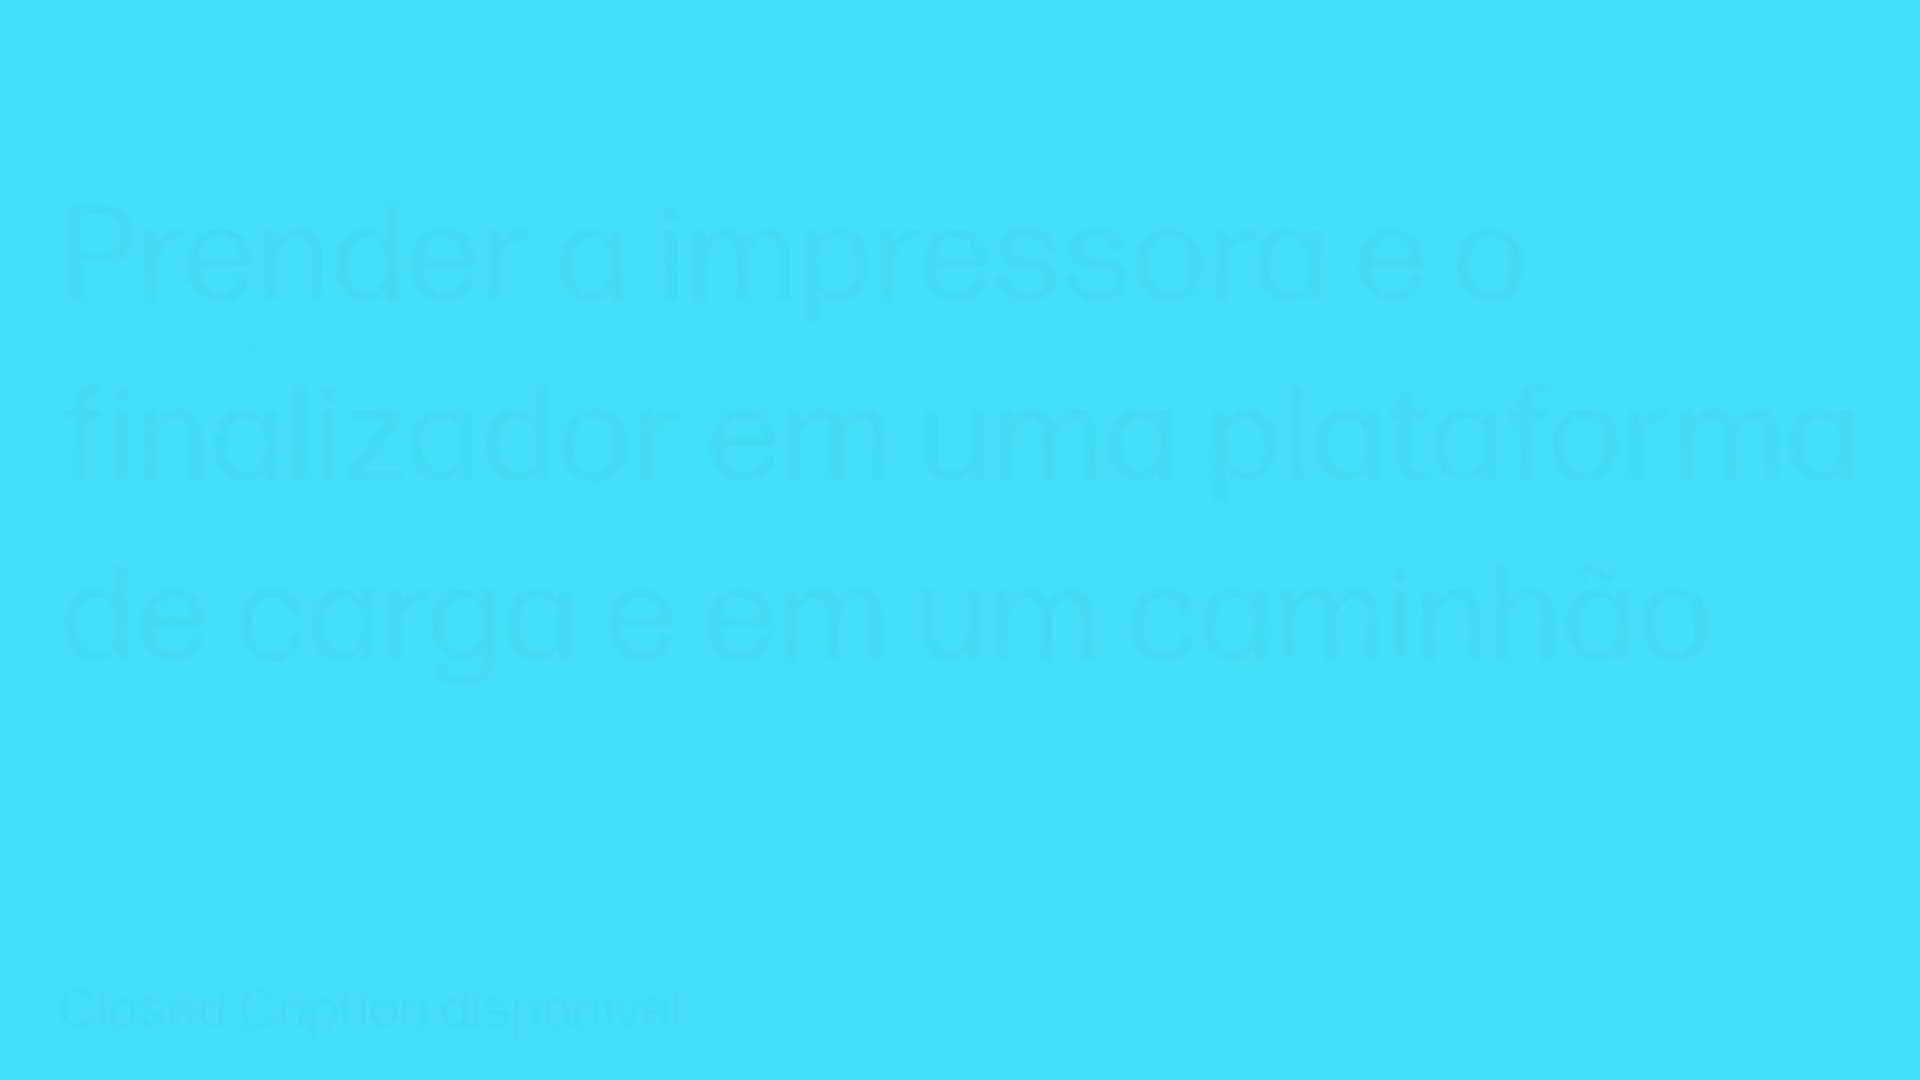 Prender a impressora e o
finalizador em uma plataforma
de carga e em um caminhão
Closed Caption disponível